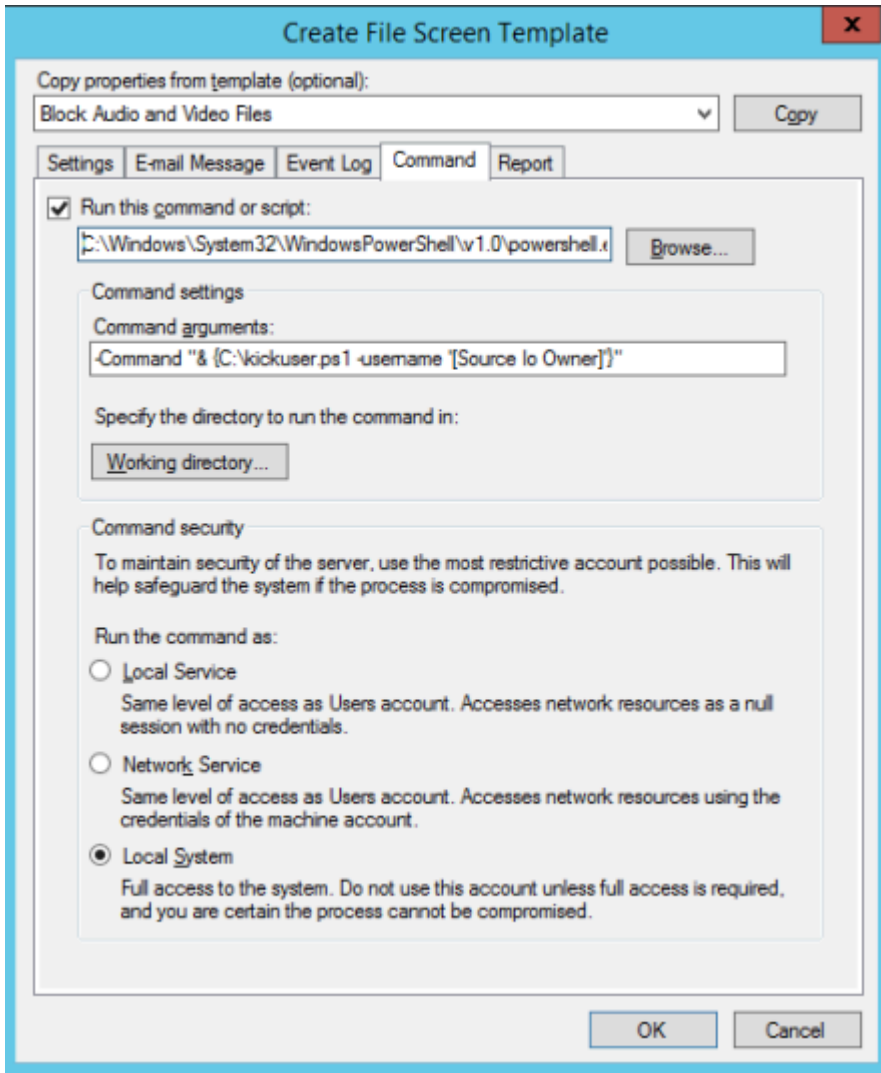 Create File Screen Template
x
Copy properties from template (optional):
Block Audio and Video Files
Copy
Settings
E-mail Message
Event Log
Command
Report
Run this command or script:
C:\Windows\System32\WindowsPowerShell\v1.0\powershell.e
Browse...
Command settings
Command arguments:
-Command "& {C:\kickuser.ps1 -username '[Source Io Owner]'}"
Specify the directory to run the command in:
Working directory...
Command security
To maintain security of the server, use the most restrictive account possible. This will
help safeguard the system if the process is compromised.
Run the command as:
Local Service
Same level of access as Users account. Accesses network resources as a null
session with no credentials.
Network Service
Same level of access as Users account. Accesses network resources using the
credentials of the machine account.
Local System
Full access to the system. Do not use this account unless full access is required,
and you are certain the process cannot be compromised.
OK
Cancel